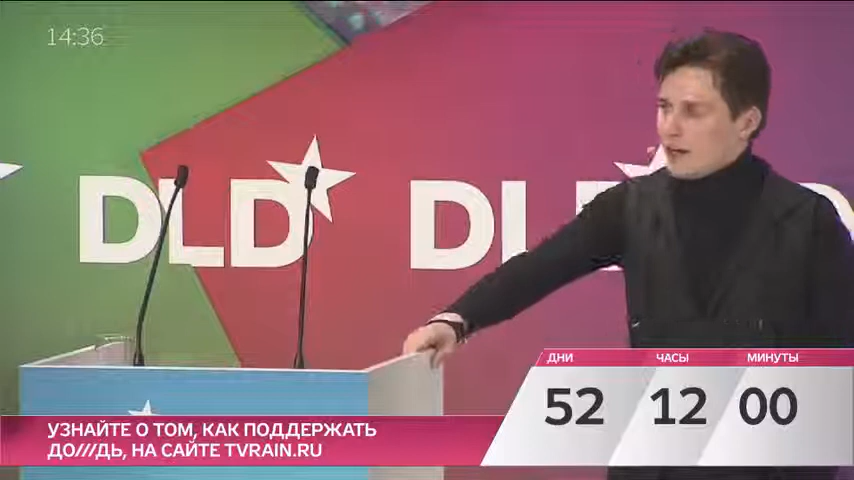 14:36
DLD DLD
ДНИ ЧАСЫ МИНУТЫ
52 12 00
УЗНАЙТЕ О ТОМ, КАК ПОДДЕРЖАТЬ
ДО///ДЬ, НА САЙТЕ TVRAIN.RU